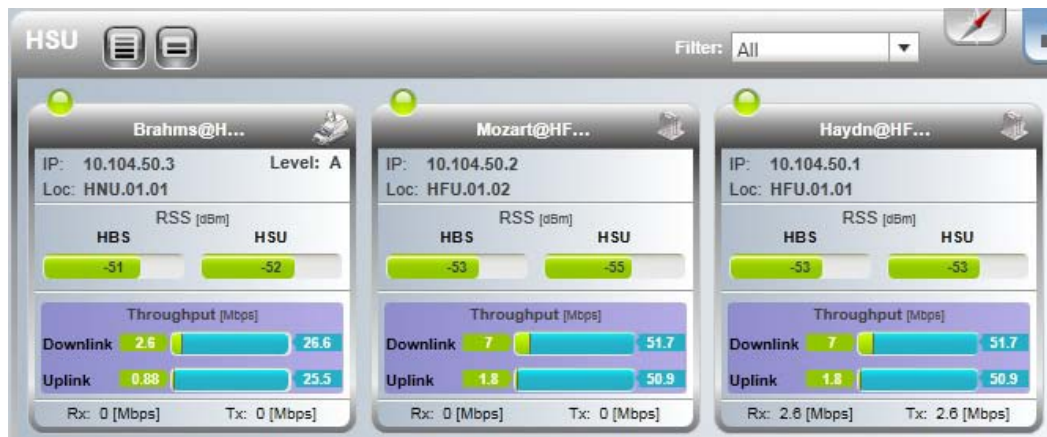 HSU
Filter: All
Brahms@H...
IP: 10.104.50.3 Level: A
Loc: HNU.01.01
RSS [dBm]
HBS HSU
-51 -52
Throughput [Mbps]
Downlink 2.6 26.6
Uplink 0.88 25.5
Rx: 0 [Mbps] Tx: 0 [Mbps]
Mozart@HF...
IP: 10.104.50.2
Loc: HFU.01.02
RSS [dBm]
HBS HSU
-53 -55
Throughput [Mbps]
Downlink 7 51.7
Uplink 1.8 50.9
Rx: 0 [Mbps] Tx: 0 [Mbps]
Haydn@HF...
IP: 10.104.50.1
Loc: HFU.01.01
RSS [dBm]
HBS HSU
-53 -53
Throughput [Mbps]
Downlink 7 51.7
Uplink 1.8 50.9
Rx: 2.6 [Mbps] Tx: 2.6 [Mbps]